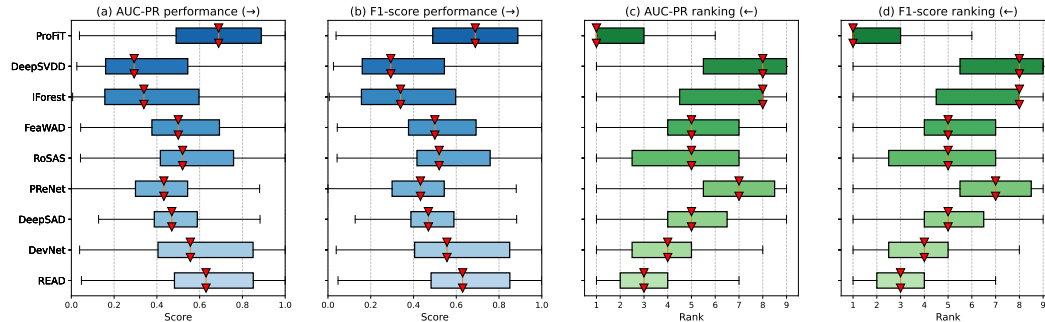 (a) AUC-PR performance (→)
ProFiT
DeepSVDD
IForest
FeaWAD
RoSAS
PReNet
DeepSAD
DevNet
READ
0.0 0.2 0.4 0.6 0.8 1.0
Score
(b) F1-score performance (→)
0.0 0.2 0.4 0.6 0.8 1.0
Score
(c) AUC-PR ranking (←)
1 2 3 4 5 6 7 8 9
Rank
(d) F1-score ranking (←)
1 2 3 4 5 6 7 8 9
Rank